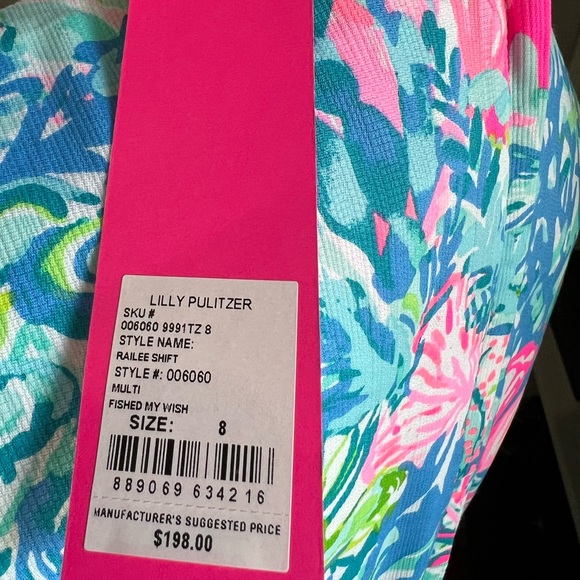 LILLY PULITZER
SKU #
006060 9991TZ 8
STYLE NAME:
RAILEE SHIFT
STYLE #: 006060
MULTI
FISHED MY WISH
SIZE: 8
889069 634216
MANUFACTURER'S SUGGESTED PRICE
$198.00